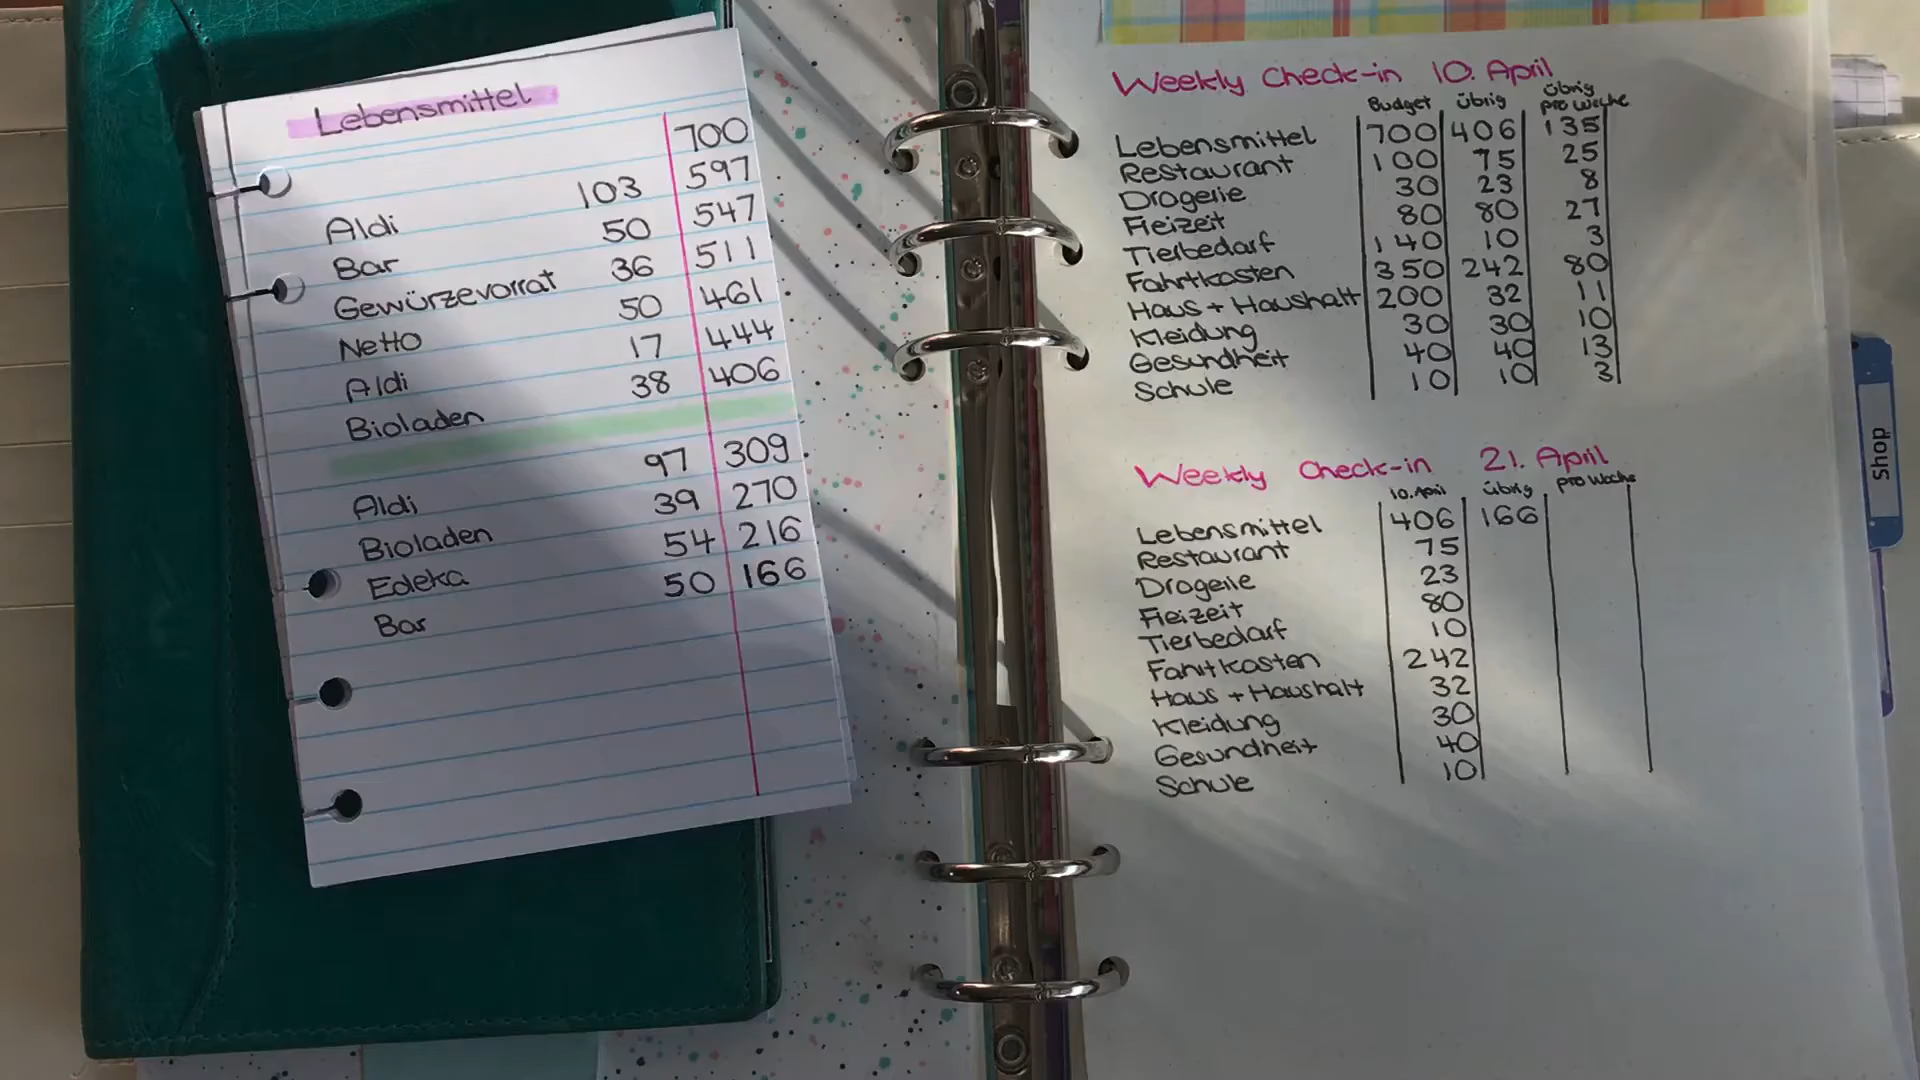 Lebensmittel
700
Aldi 103 597
Bar 50 547
Gewürzevorrat 36 511
Netto 50 461
Aldi 17 444
Bioladen 38 406
Aldi 97 309
Bioladen 39 270
Edeka 54 216
Bar 50 166
Weekly Check-in 10. April
Budget übrig übrig pro Woche
Lebensmittel 700 406 135
Restaurant 100 75 25
Drogerie 30 23 8
Freizeit 80 80 27
Tierbedarf 140 10 3
Fahrtkosten 350 242 80
Haus + Haushalt 200 32 11
Kleidung 30 30 10
Gesundheit 40 40 13
Schule 10 10 3
Weekly Check-in 21. April
10. April übrig pro Woche
Lebensmittel 406 166
Restaurant 75
Drogerie 23
Freizeit 80
Tierbedarf 10
Fahrtkosten 242
Haus + Haushalt 32
Kleidung 30
Gesundheit 40
Schule 10
Shop